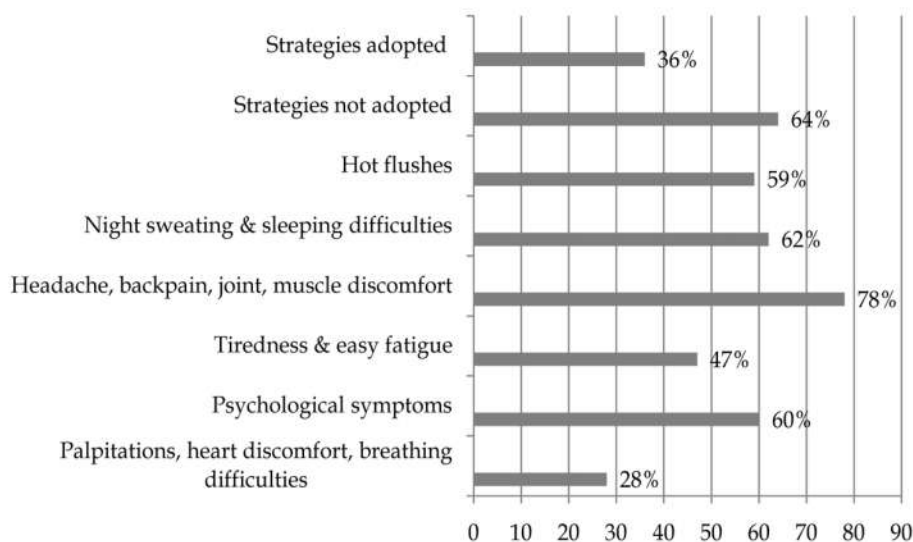 Strategies adopted
36%
Strategies not adopted
64%
Hot flushes
59%
Night sweating & sleeping difficulties
62%
Headache, backpain, joint, muscle discomfort
78%
Tiredness & easy fatigue
47%
Psychological symptoms
60%
Palpitations, heart discomfort, breathing
difficulties
28%
0 10 20 30 40 50 60 70 80 90